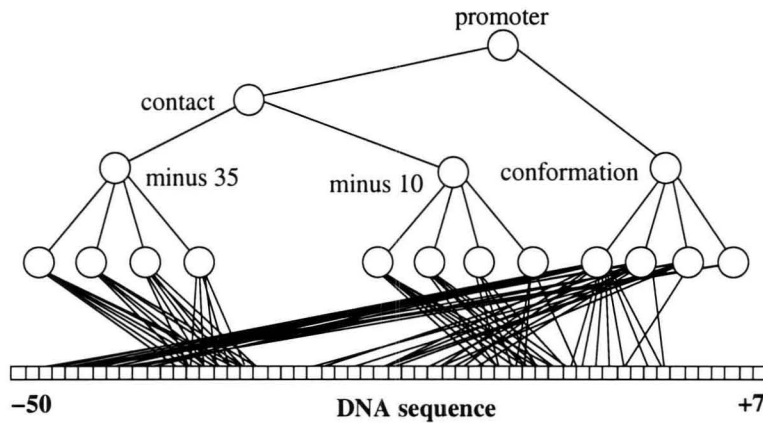 promoter
contact
minus 35
minus 10
conformation
−50
DNA sequence
+7